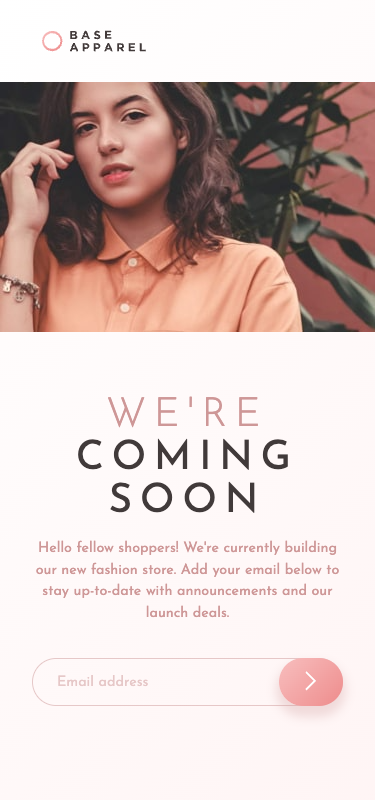 BASE
APPAREL
WE'RE
COMING
SOON
Hello fellow shoppers! We're currently building
our new fashion store. Add your email below to
stay up-to-date with announcements and our
launch deals.
Email address